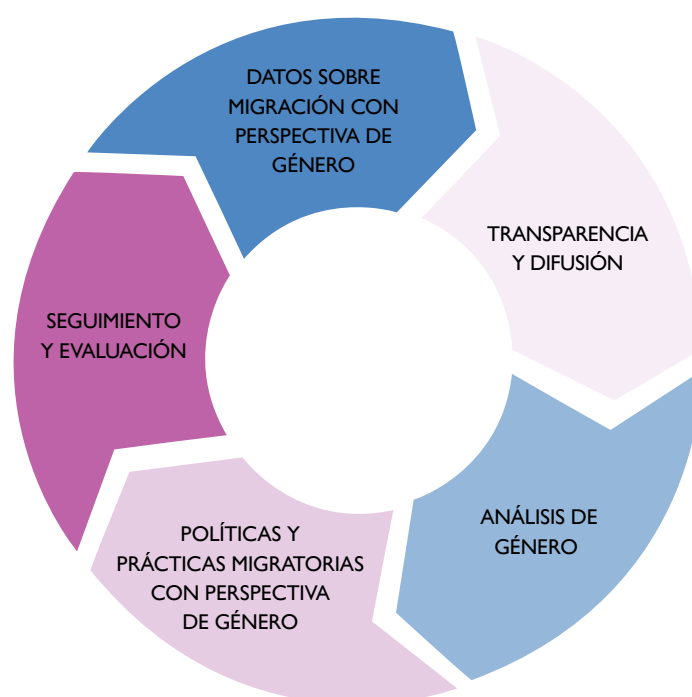 DATOS SOBRE
MIGRACIÓN CON
PERSPECTIVA DE
GÉNERO
TRANSPARENCIA
Y DIFUSIÓN
ANÁLISIS DE
GÉNERO
POLÍTICAS Y
PRÁCTICAS MIGRATORIAS
CON PERSPECTIVA
DE GÉNERO
SEGUIMIENTO
Y EVALUACIÓN